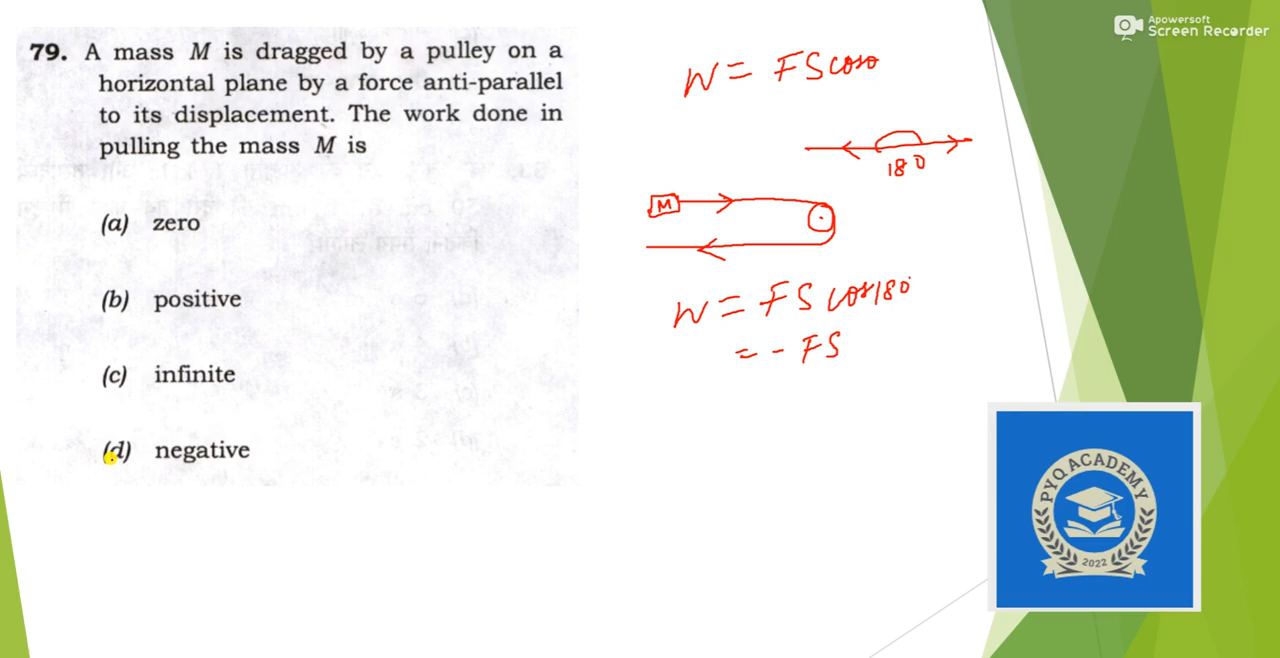 79. A mass M is dragged by a pulley on a
horizontal plane by a force anti-parallel
to its displacement. The work done in
pulling the mass M is
(a) zero
(b) positive
(c) infinite
(d) negative
W = FS cosθ
180
M
W = FS cos180°
= - FS
Apowersoft
Screen Recorder
PYQ ACADEMY
2022